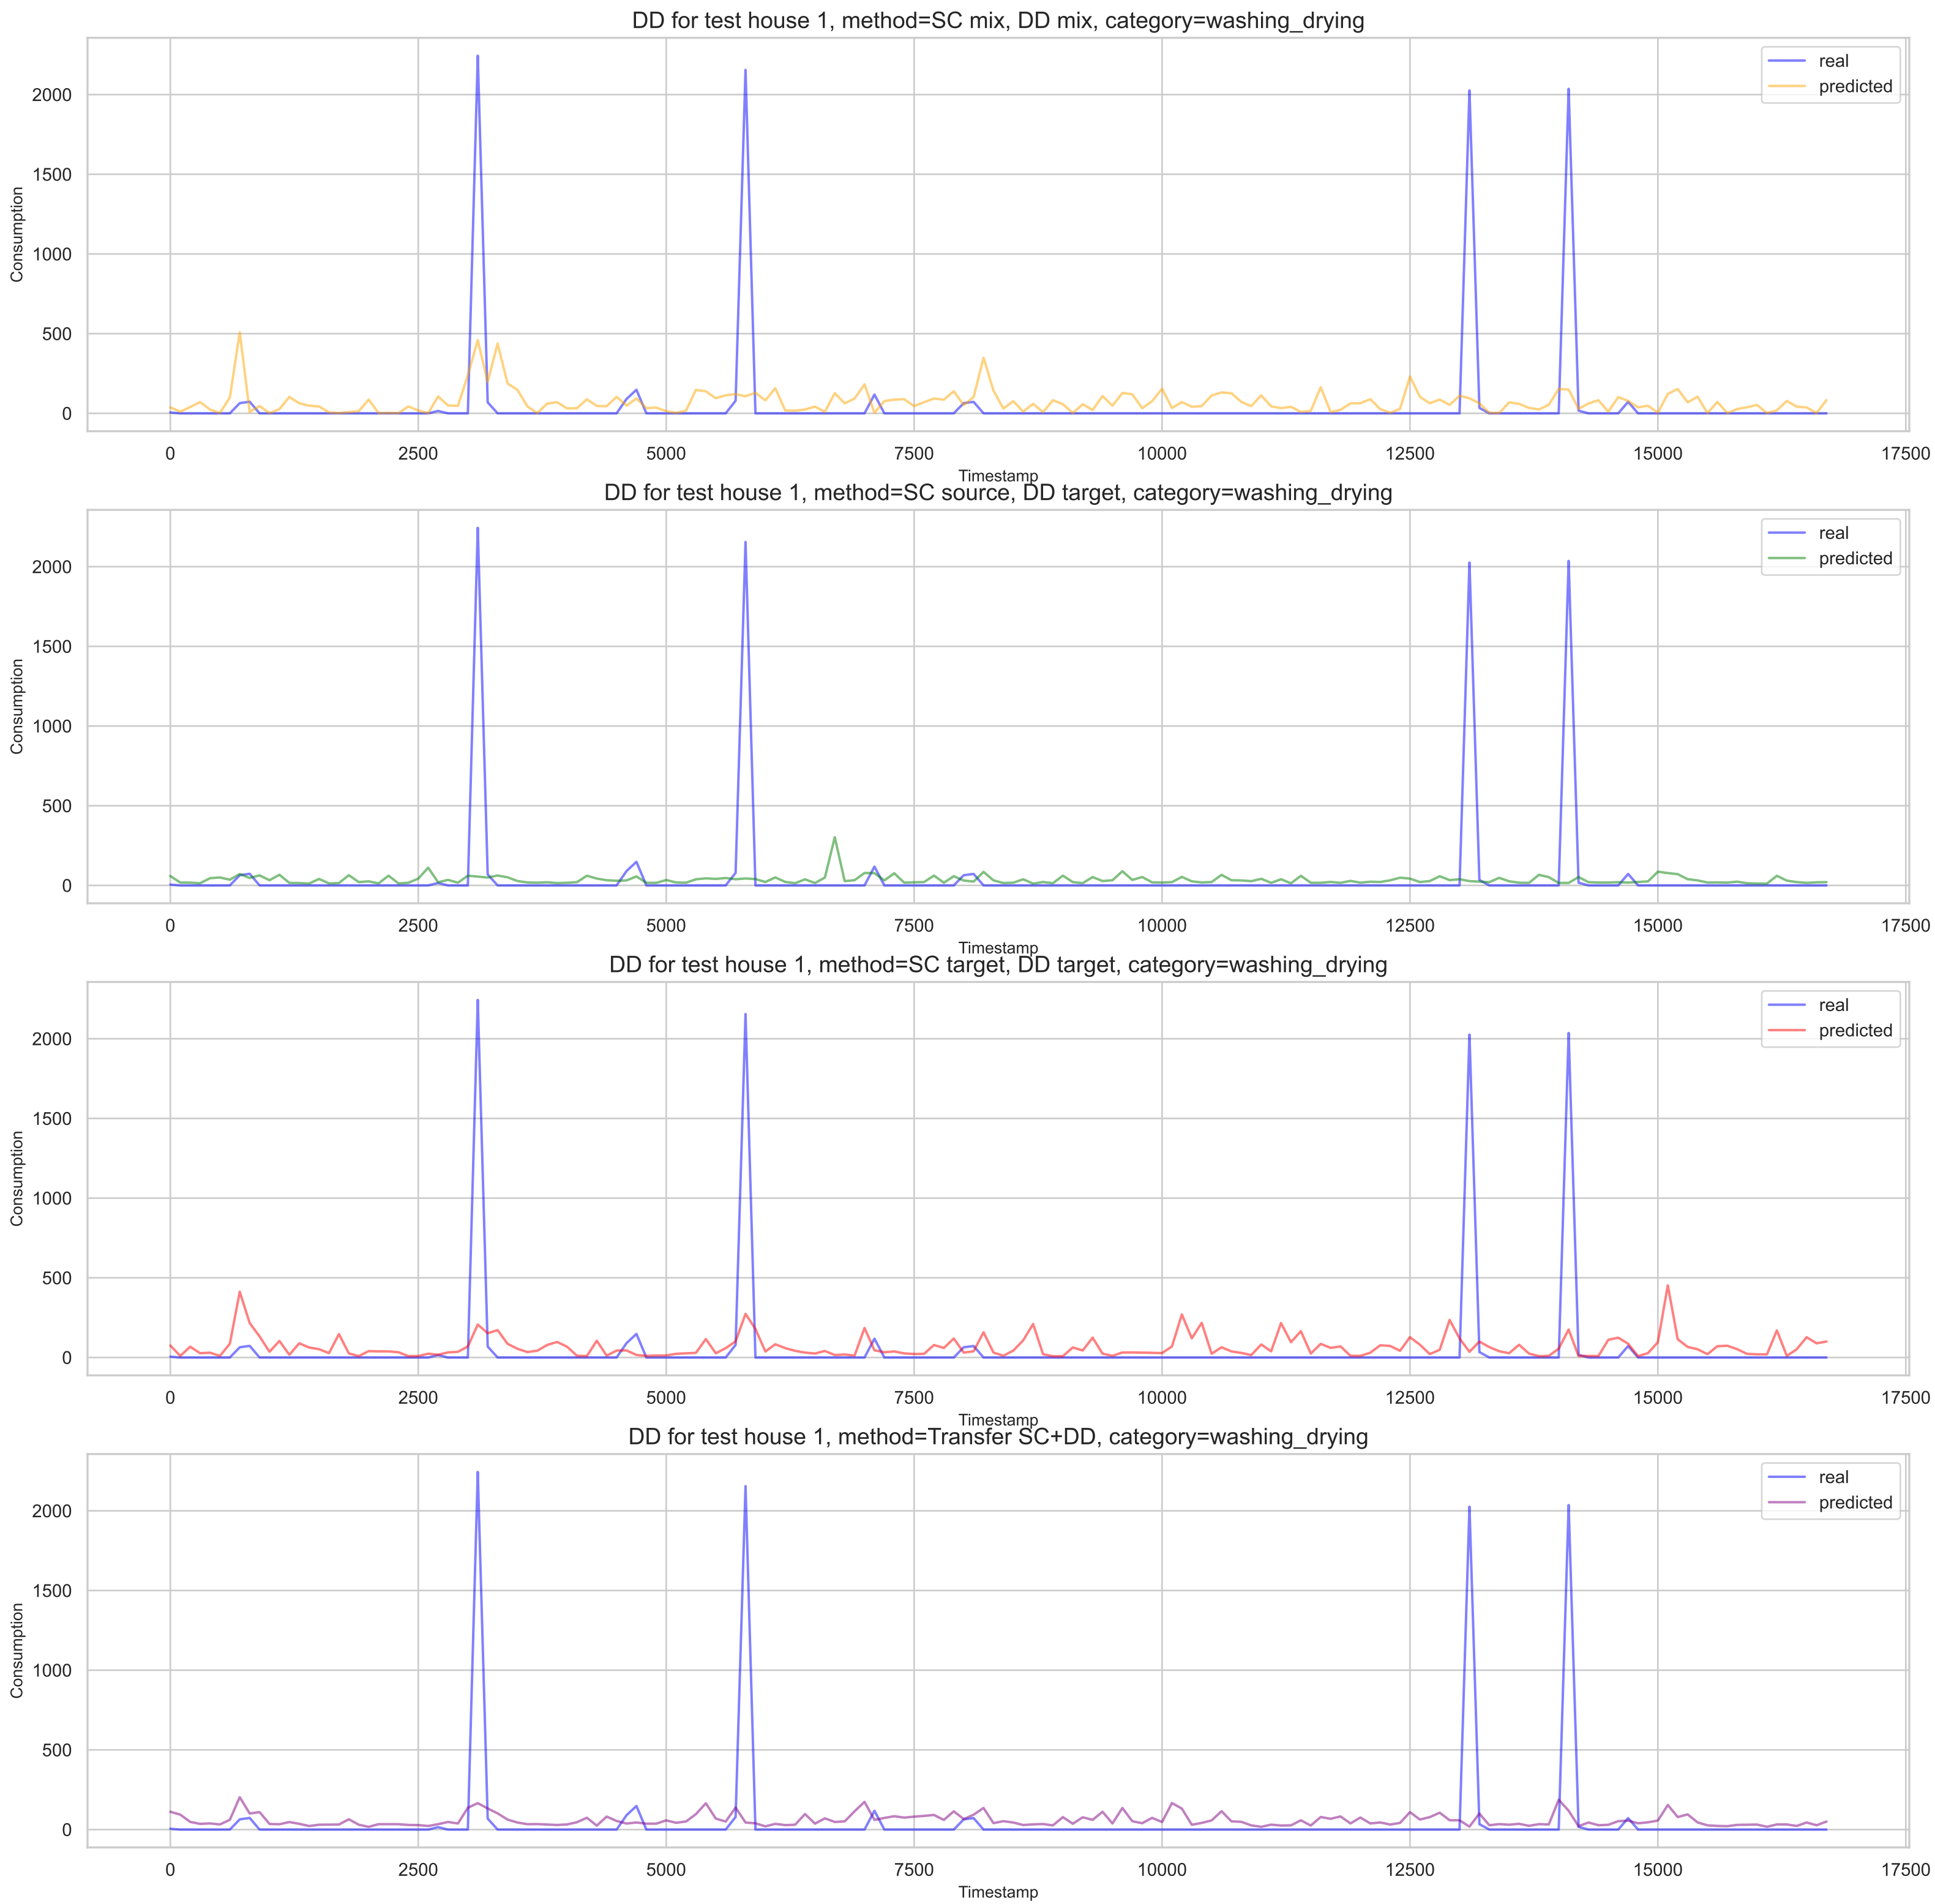 DD for test house 1, method=SC mix, DD mix, category=washing_drying
real
predicted
2000
1500
1000
500
0
Consumption
0 2500 5000 7500 10000 12500 15000 17500
Timestamp
DD for test house 1, method=SC source, DD target, category=washing_drying
real
predicted
2000
1500
1000
500
0
Consumption
0 2500 5000 7500 10000 12500 15000 17500
Timestamp
DD for test house 1, method=SC target, DD target, category=washing_drying
real
predicted
2000
1500
1000
500
0
Consumption
0 2500 5000 7500 10000 12500 15000 17500
Timestamp
DD for test house 1, method=Transfer SC+DD, category=washing_drying
real
predicted
2000
1500
1000
500
0
Consumption
0 2500 5000 7500 10000 12500 15000 17500
Timestamp